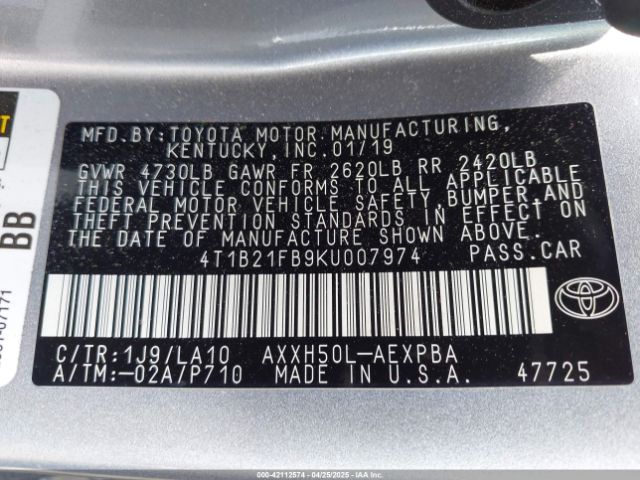 MFD.BY:TOYOTA MOTOR MANUFACTURING,
KENTUCKY,INC.01/19
GVWR 4730LB GAWR FR 2620LB RR 2420LB
THIS VEHICLE CONFORMS TO ALL APPLICABLE
FEDERAL MOTOR VEHICLE SAFETY,BUMPER,AND
THEFT PREVENTION STANDARDS IN EFFECT ON
THE DATE OF MANUFACTURE SHOWN ABOVE.
4T1B21FB9KU007974 PASS.CAR
C/TR:1J9/LA10 AXXH50L-AEXPBA
A/TM:-02A/P710 MADE IN U.S.A. 47725
BB
000-42112574 - 04/25/2025 - IAAI.CA